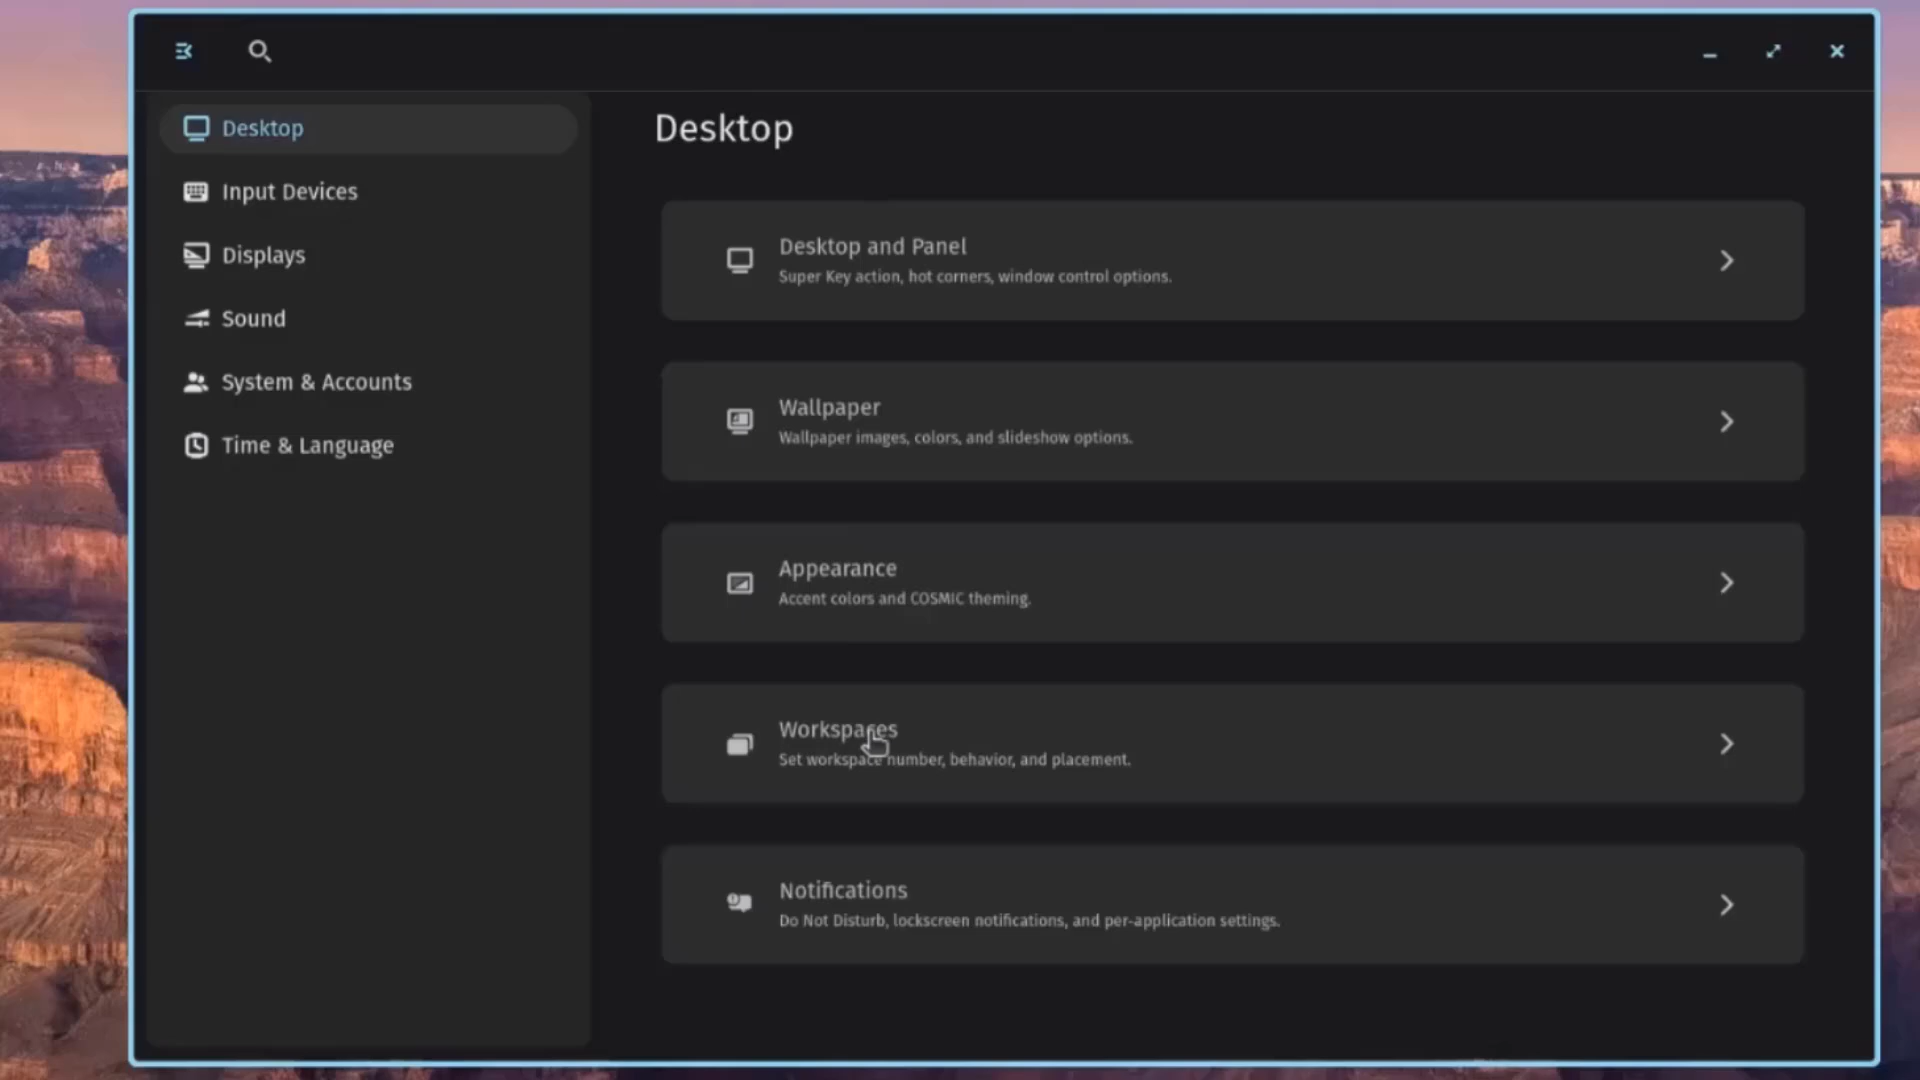 Desktop
Input Devices
Displays
Sound
System & Accounts
Time & Language
Desktop
Desktop and Panel
Super Key action, hot corners, window control options.
Wallpaper
Wallpaper images, colors, and slideshow options.
Appearance
Accent colors and COSMIC theming.
Workspaces
Set workspace number, behavior, and placement.
Notifications
Do Not Disturb, lockscreen notifications, and per-application settings.